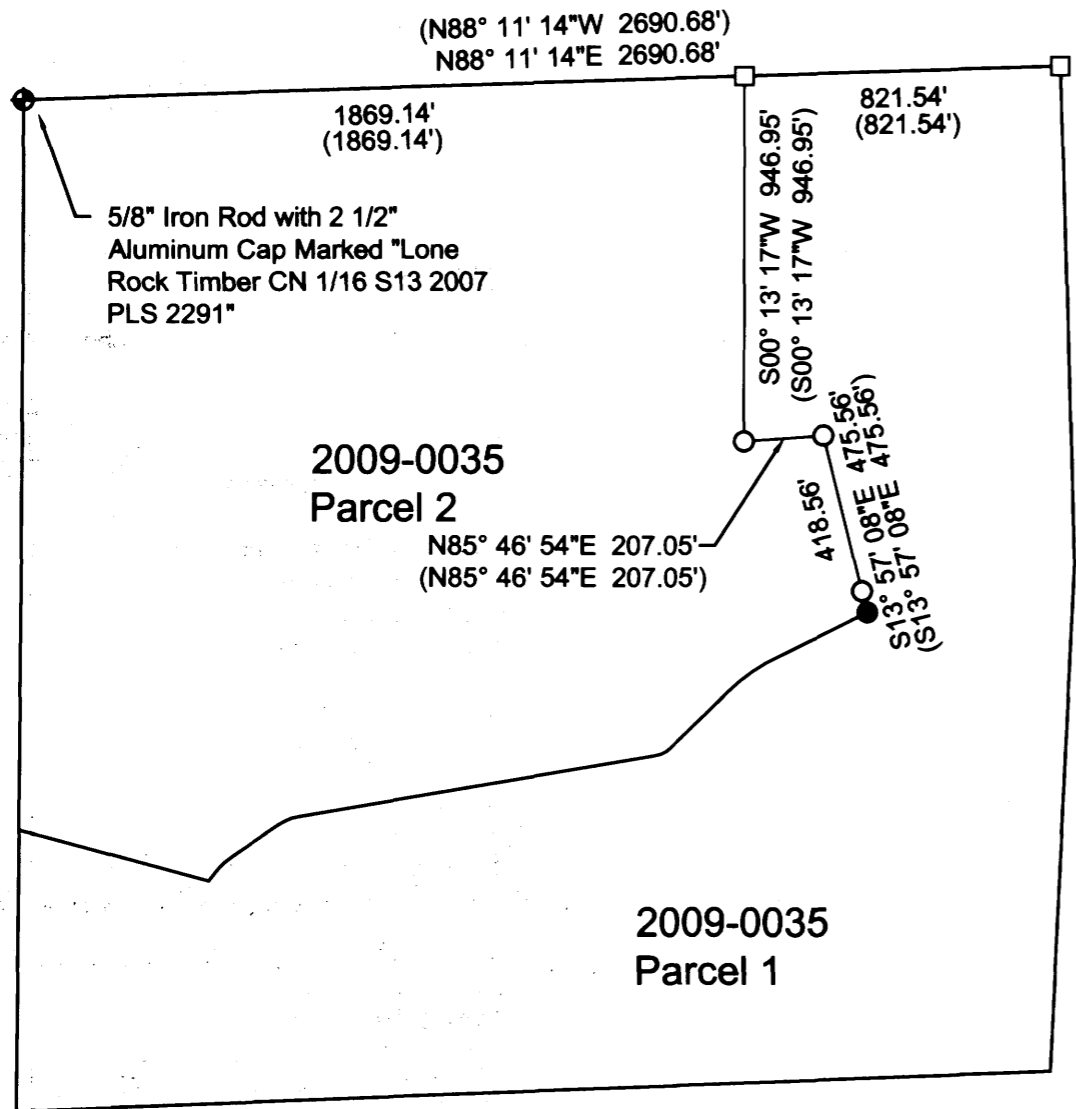 (N88° 11' 14"W 2690.68')
N88° 11' 14"E 2690.68'
1869.14'
(1869.14')
821.54'
(821.54')
S00° 13' 17"W 946.95'
(S00° 13' 17"W 946.95')
5/8" Iron Rod with 2 1/2"
Aluminum Cap Marked "Lone
Rock Timber CN 1/16 S13 2007
PLS 2291"
2009-0035
Parcel 2
N85° 46' 54"E 207.05'
(N85° 46' 54"E 207.05')
418.56'
S13° 57' 08"E 475.56'
(S13° 57' 08"E 475.56')
2009-0035
Parcel 1